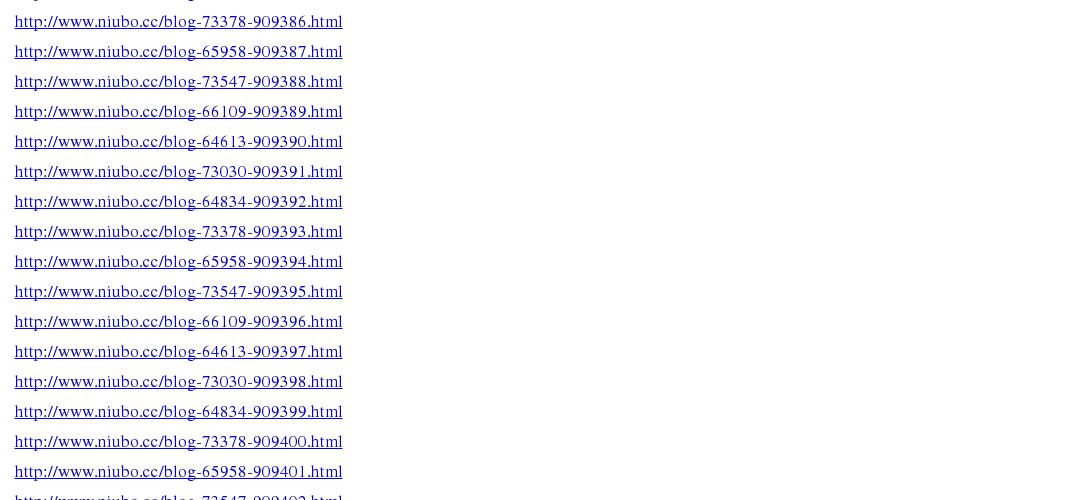 http://www.niubo.cc/blog-73378-909386.html
http://www.niubo.cc/blog-65958-909387.html
http://www.niubo.cc/blog-73547-909388.html
http://www.niubo.cc/blog-66109-909389.html
http://www.niubo.cc/blog-64613-909390.html
http://www.niubo.cc/blog-73030-909391.html
http://www.niubo.cc/blog-64834-909392.html
http://www.niubo.cc/blog-73378-909393.html
http://www.niubo.cc/blog-65958-909394.html
http://www.niubo.cc/blog-73547-909395.html
http://www.niubo.cc/blog-66109-909396.html
http://www.niubo.cc/blog-64613-909397.html
http://www.niubo.cc/blog-73030-909398.html
http://www.niubo.cc/blog-64834-909399.html
http://www.niubo.cc/blog-73378-909400.html
http://www.niubo.cc/blog-65958-909401.html